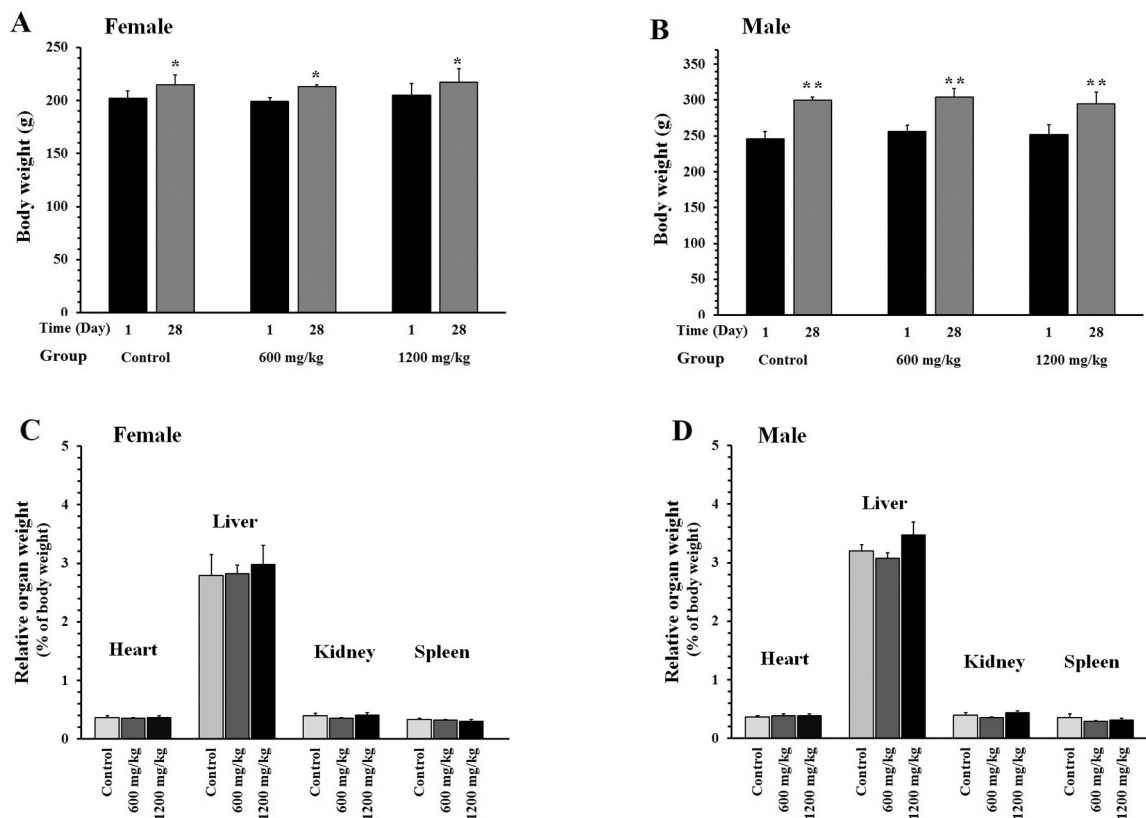 A Female
Body weight (g)
250
200
150
100
50
0
* * *
Time (Day) 1 28 1 28 1 28
Group Control 600 mg/kg 1200 mg/kg
B Male
Body weight (g)
350
300
250
200
150
100
50
0
** ** **
Time (Day) 1 28 1 28 1 28
Group Control 600 mg/kg 1200 mg/kg
C Female
Relative organ weight
(% of body weight)
5
4
3
2
1
0
Liver
Heart Kidney Spleen
Control 600 mg/kg 1200 mg/kg Control 600 mg/kg 1200 mg/kg Control 600 mg/kg 1200 mg/kg Control 600 mg/kg 1200 mg/kg
D Male
Relative organ weight
(% of body weight)
5
4
3
2
1
0
Liver
Heart Kidney Spleen
Control 600 mg/kg 1200 mg/kg Control 600 mg/kg 1200 mg/kg Control 600 mg/kg 1200 mg/kg Control 600 mg/kg 1200 mg/kg